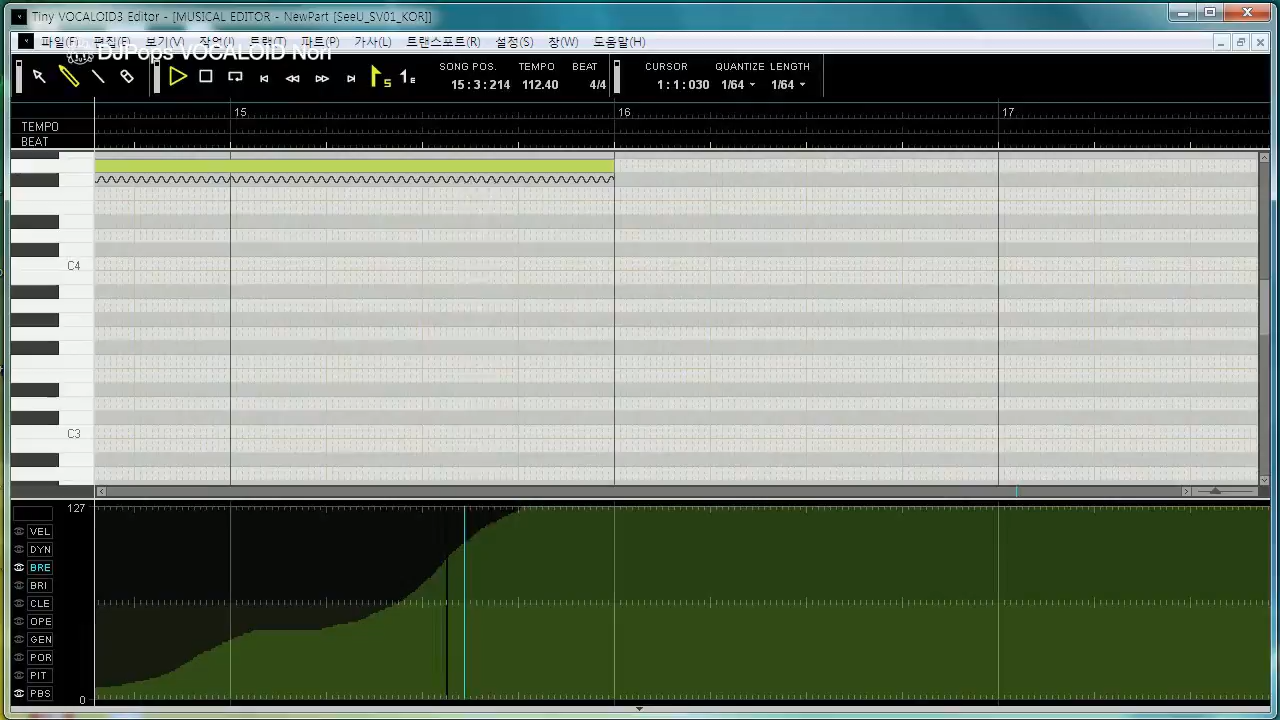 Tiny VOCALOID3 Editor - [MUSICAL EDITOR - NewPart [SeeU_SV01_KOR]]
파일(F) 편집(E) 보기(V) 작업(J) 트랙(T) 파트(P) 가사(L) 트랜스포트(R) 설정(S) 창(W) 도움말(H)
DJPops VOCALOID Nori
SONG POS. TEMPO BEAT CURSOR QUANTIZE LENGTH
15:3:214 112.40 4/4 1:1:030 1/64 1/64
15 16 17
TEMPO
BEAT
C4
C3
127
VEL
DYN
BRE
BRI
CLE
OPE
GEN
POR
PIT
PBS
0